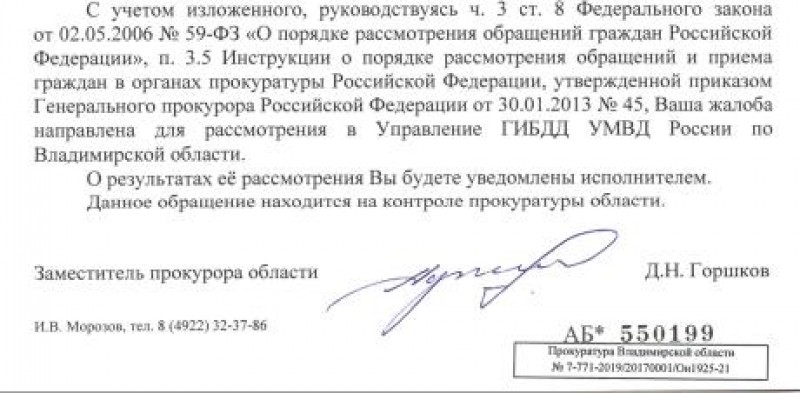 С учетом изложенного, руководствуясь ч. 3 ст. 8 Федерального закона
от 02.05.2006 № 59-ФЗ «О порядке рассмотрения обращений граждан Российской
Федерации», п. 3.5 Инструкции о порядке рассмотрения обращений и приема
граждан в органах прокуратуры Российской Федерации, утвержденной приказом
Генерального прокурора Российской Федерации от 30.01.2013 № 45, Ваша жалоба
направлена для рассмотрения в Управление ГИБДД УМВД России по
Владимирской области.
О результатах её рассмотрения Вы будете уведомлены исполнителем.
Данное обращение находится на контроле прокуратуры области.
Заместитель прокурора области Д.Н. Горшков
И.В. Морозов, тел. 8 (4922) 32-37-86
АБ* 550199
Прокуратура Владимирской области
№ 7-771-2019/20170001/Он1925-21